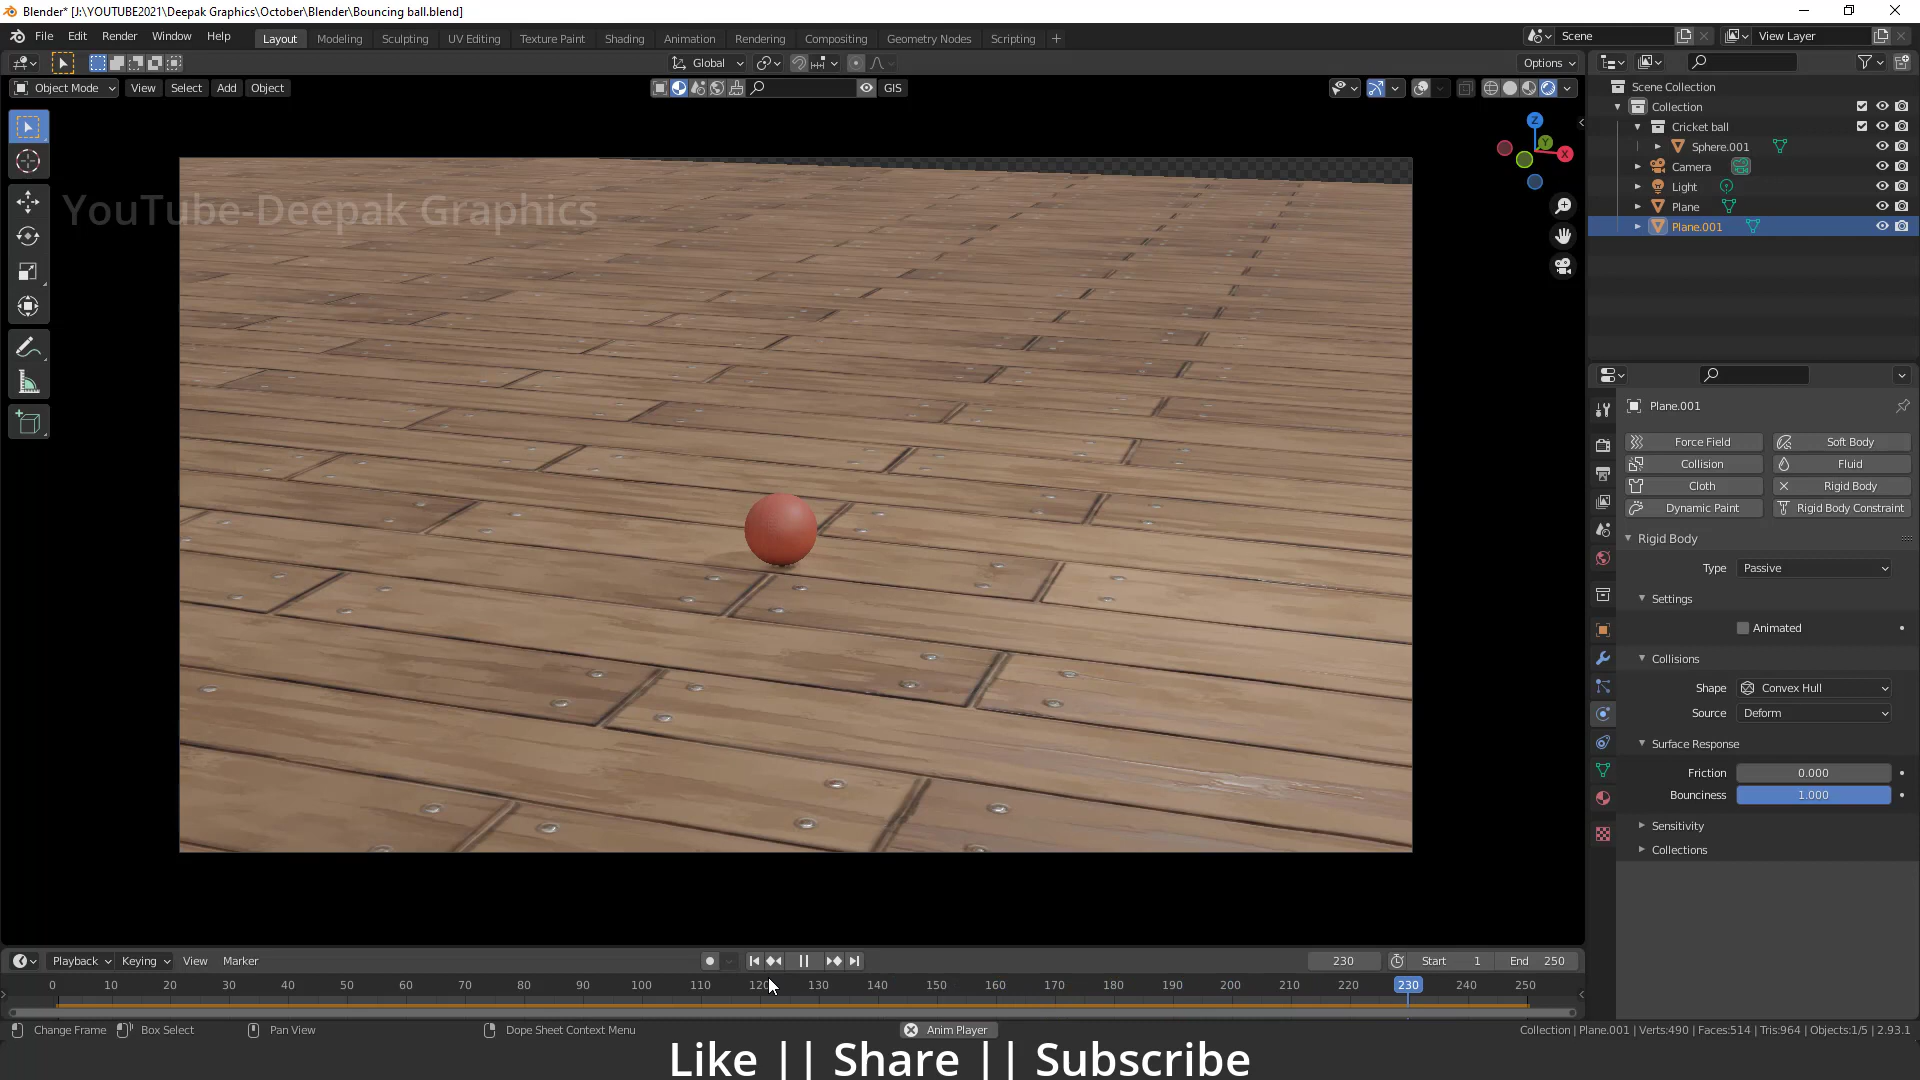 Blender* [J:\YOUTUBE2021\Deepak Graphics\October\Blender\Bouncing ball.blend]
File Edit Render Window Help Layout Modeling Sculpting UV Editing Texture Paint Shading Animation Rendering Compositing Geometry Nodes Scripting + Scene View Layer
Global Options
Object Mode View Select Add Object GIS
Scene Collection
Collection
Cricket ball
Sphere.001
Camera
Light
Plane
Plane.001
Z
Y
X
YouTube-Deepak Graphics
Plane.001
Force Field Soft Body
Collision Fluid
Cloth Rigid Body
Dynamic Paint Rigid Body Constraint
Rigid Body
Type Passive
Settings
Animated
Collisions
Shape Convex Hull
Source Deform
Surface Response
Friction 0.000
Bounciness 1.000
Sensitivity
Collections
Playback Keying View Marker 230 Start 1 End 250
0 10 20 30 40 50 60 70 80 90 100 110 120 130 140 150 160 170 180 190 200 210 220 230 240 250
Change Frame Box Select Pan View Dope Sheet Context Menu Anim Player Collection | Plane.001 | Verts:490 | Faces:514 | Tris:964 | Objects:1/5 | 2.93.1
Like || Share || Subscribe